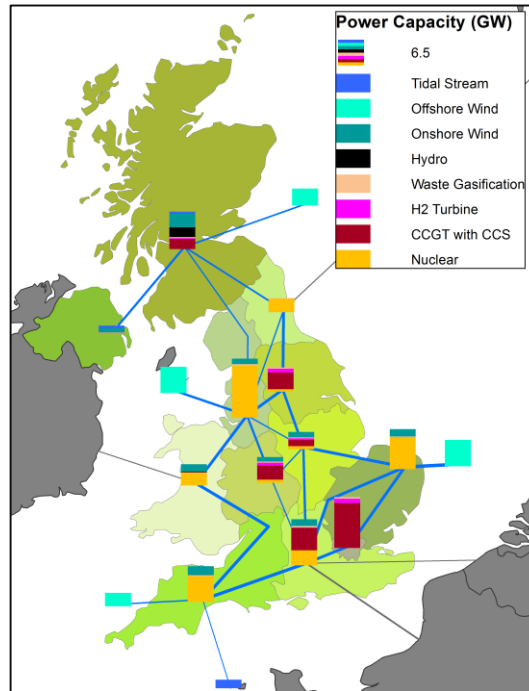 Power Capacity (GW)
6.5
Tidal Stream
Offshore Wind
Onshore Wind
Hydro
Waste Gasification
H2 Turbine
CCGT with CCS
Nuclear